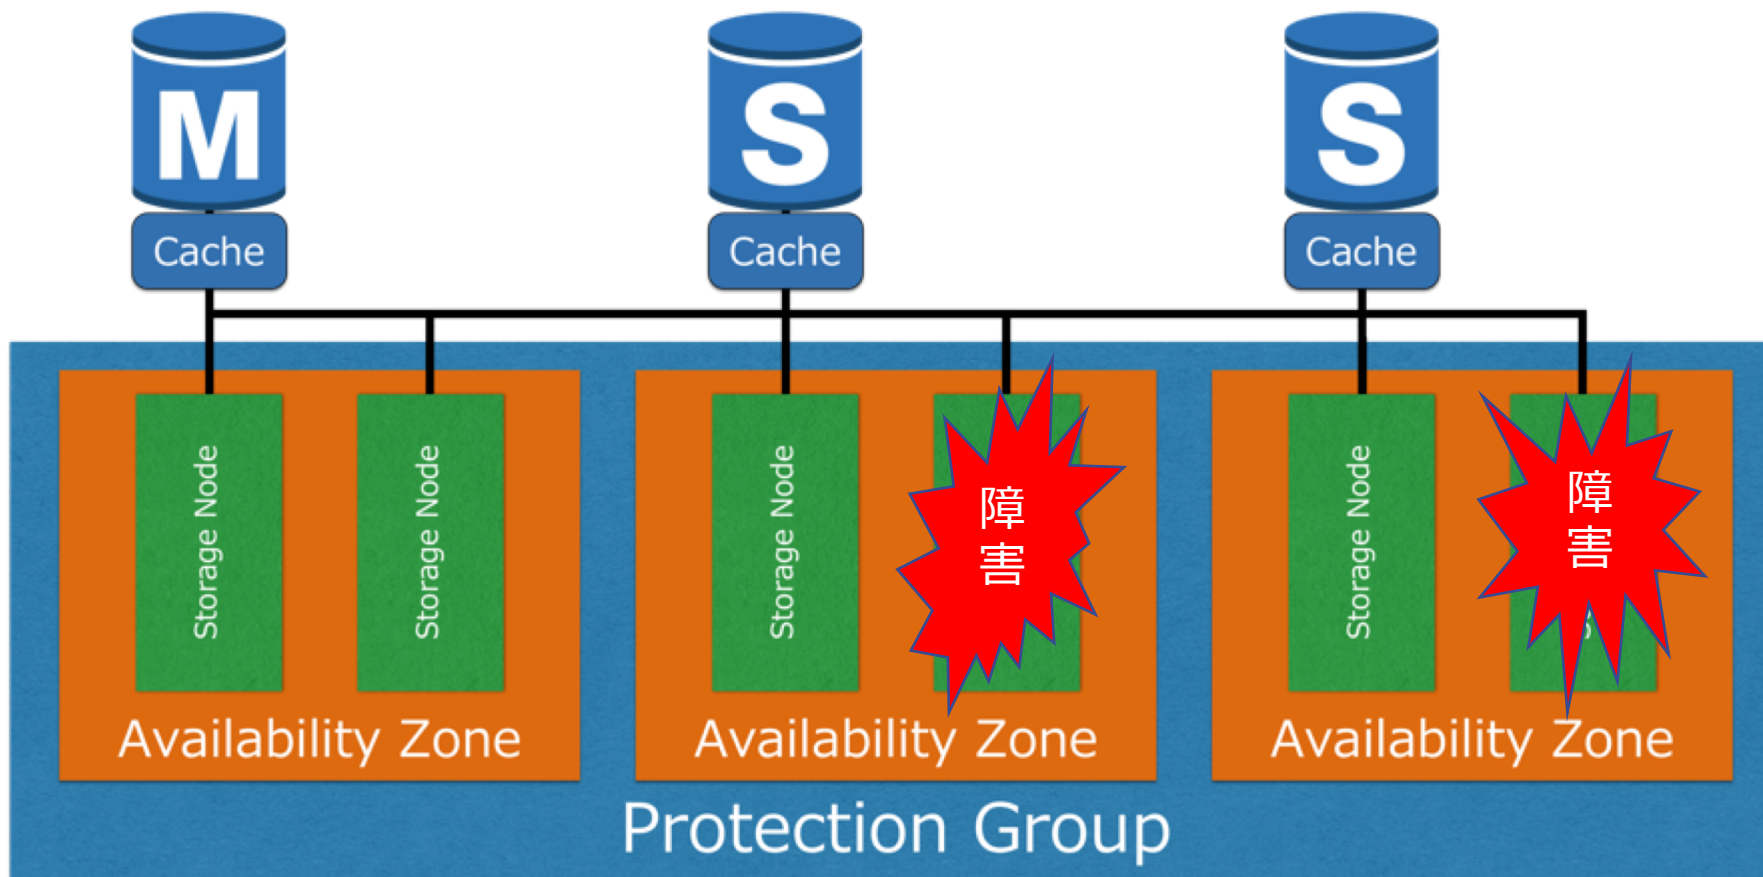 M
S
S
Cache
Cache
Cache
Storage Node
Storage Node
Storage Node
障
害
Storage Node
障
害
Availability Zone
Availability Zone
Availability Zone
Protection Group